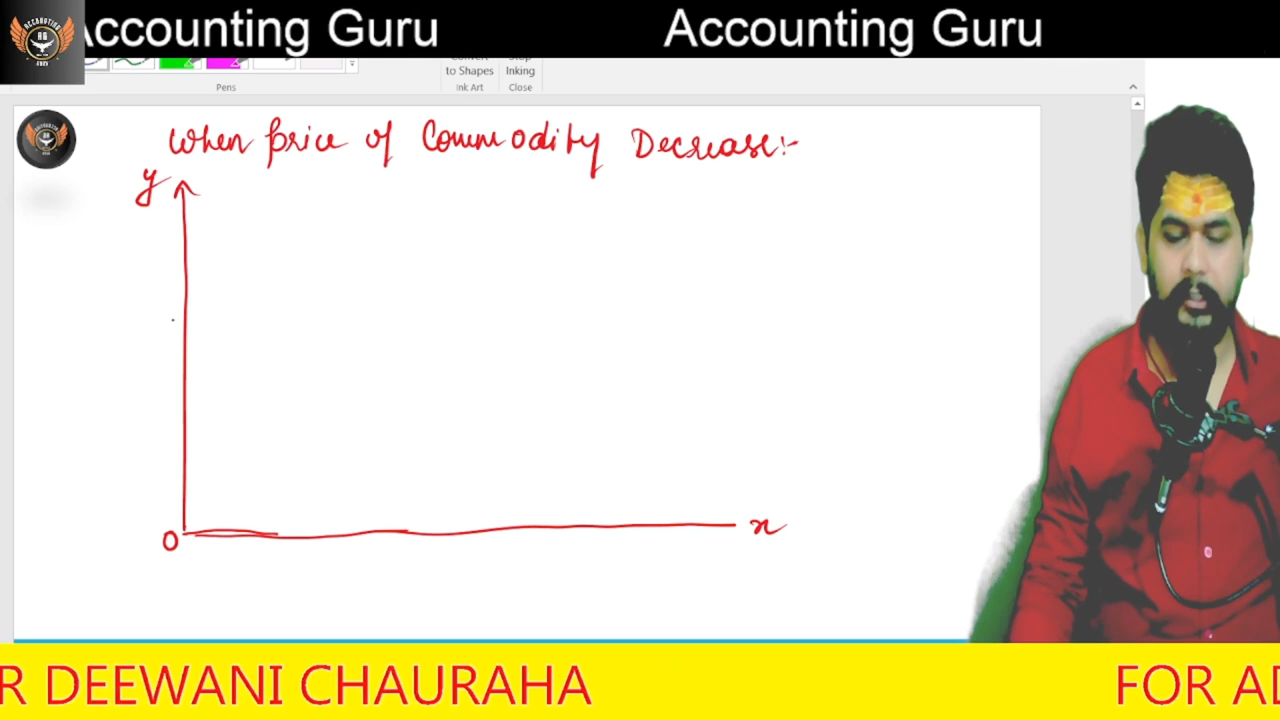 Accounting Guru Accounting Guru
to Shapes Inking
Pens Ink Art Close
When Price of Commodity Decrease:-
y
0 x
R DEEWANI CHAURAHA FOR AD